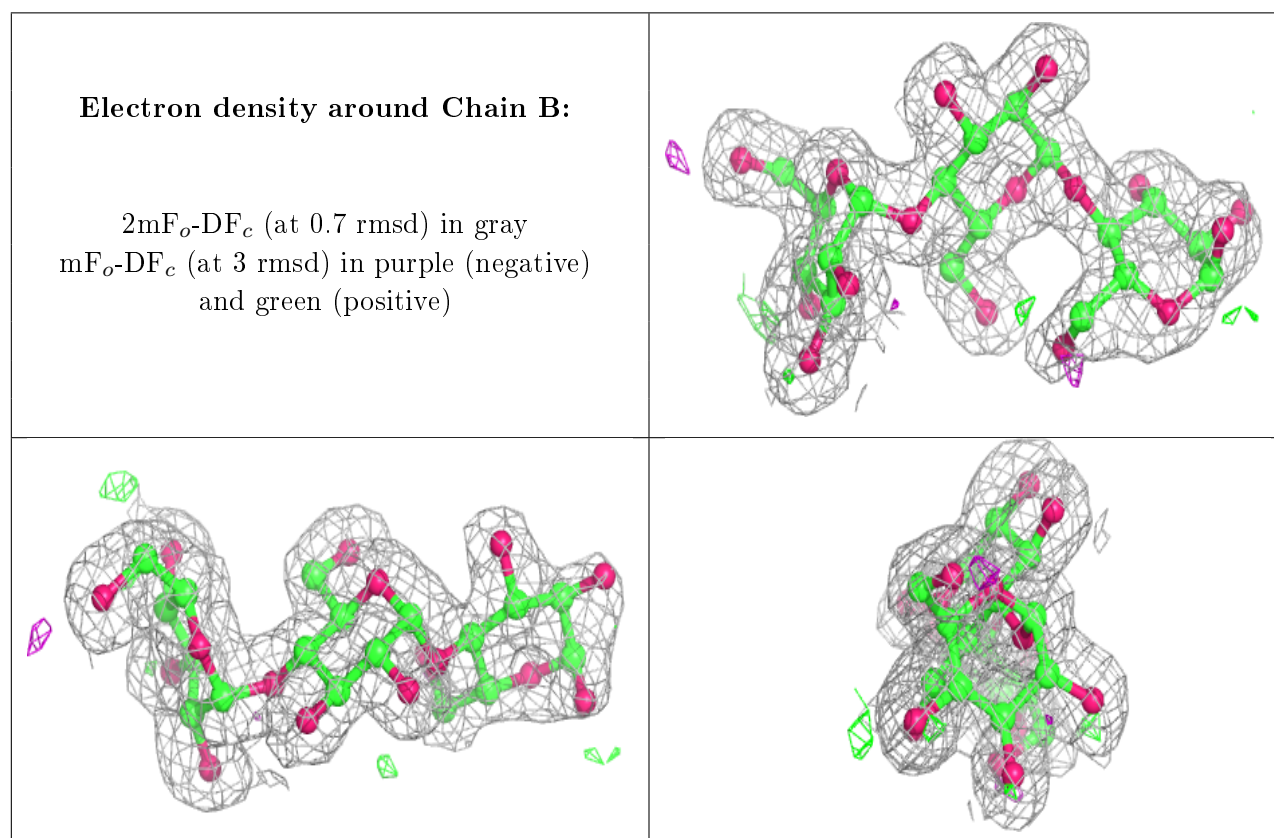 Electron density around Chain B:
2mFₒ-DF𝒸 (at 0.7 rmsd) in gray
mFₒ-DF𝒸 (at 3 rmsd) in purple (negative)
and green (positive)